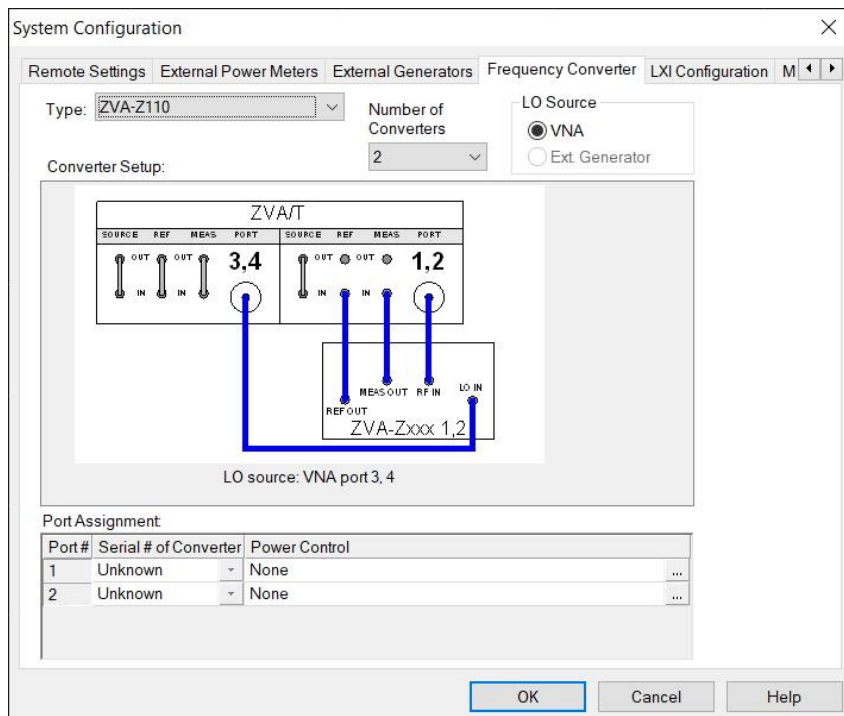 System Configuration
Remote Settings External Power Meters External Generators Frequency Converter LXI Configuration M
Type: ZVA-Z110
Number of
Converters
2
LO Source
VNA
Ext. Generator
Converter Setup:
ZVA/T
SOURCE REF MEAS PORT SOURCE REF MEAS PORT
OUT OUT 3,4 OUT OUT 1,2
IN IN IN IN
MEAS OUT RF IN LO IN
REF OUT
ZVA-Zxxx 1,2
LO source: VNA port 3, 4
Port Assignment:
Port # Serial # of Converter Power Control
1 Unknown None ...
2 Unknown None ...
OK Cancel Help